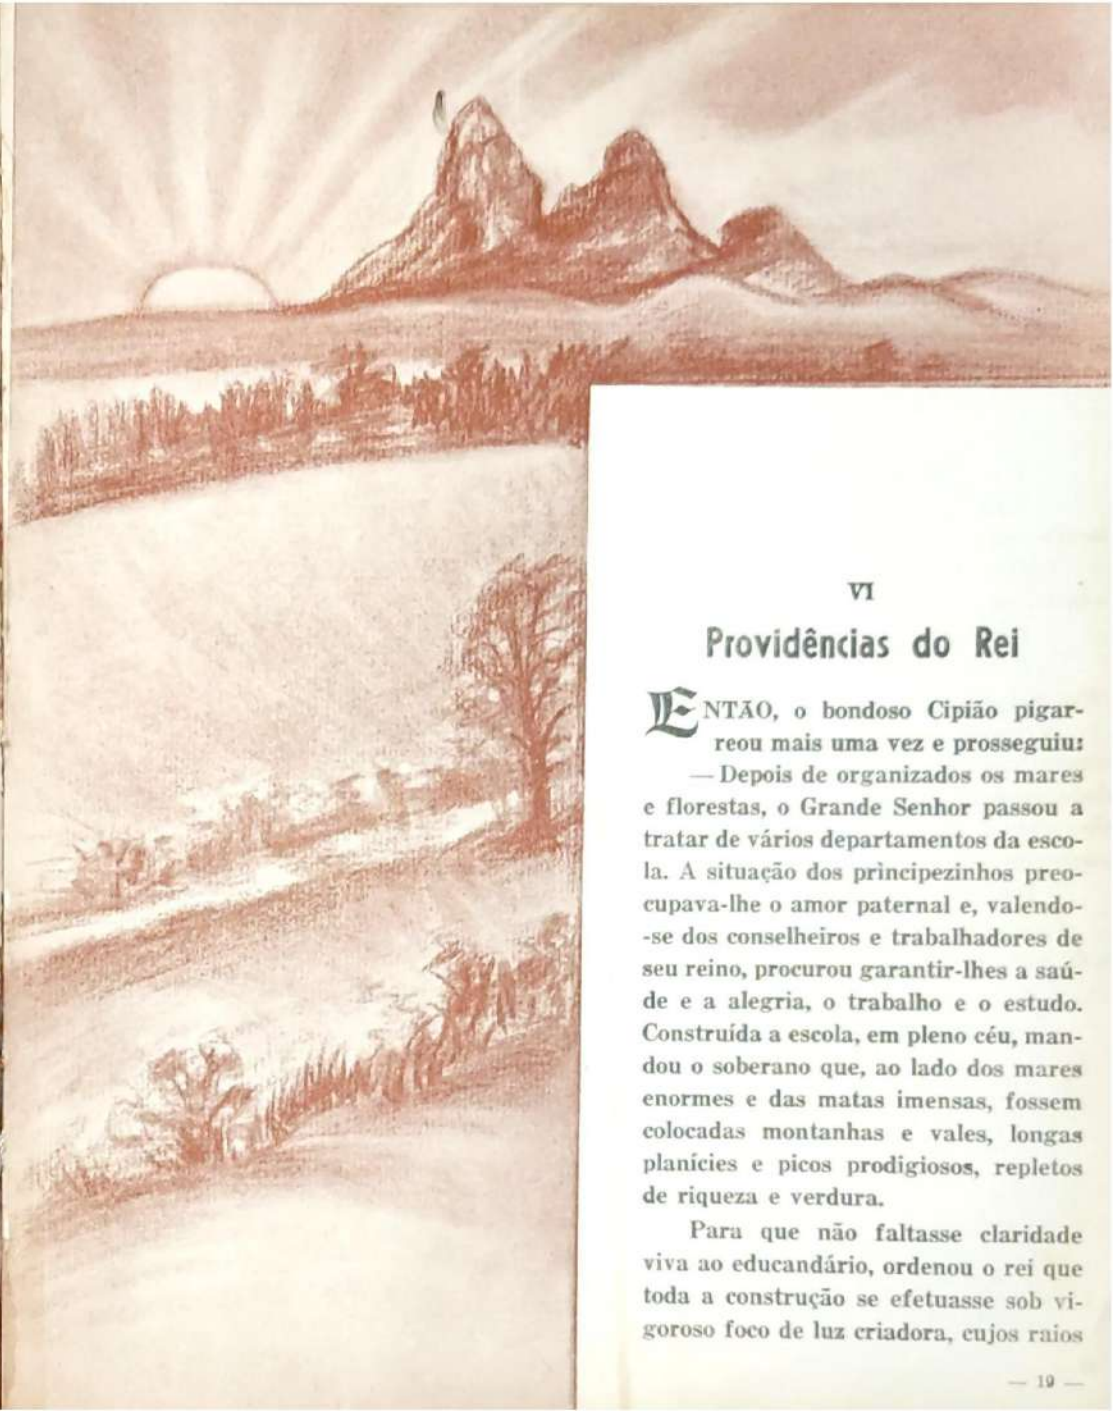 VI
Providências do Rei
ENTÃO, o bondoso Cipião pigar-
reou mais uma vez e prosseguiu:
— Depois de organizados os mares
e florestas, o Grande Senhor passou a
tratar de vários departamentos da esco-
la. A situação dos principezinhos preo-
cupava-lhe o amor paternal e, valendo-
-se dos conselheiros e trabalhadores de
seu reino, procurou garantir-lhes a saú-
de e a alegria, o trabalho e o estudo.
Construída a escola, em pleno céu, man-
dou o soberano que, ao lado dos mares
enormes e das matas imensas, fossem
colocadas montanhas e vales, longas
planícies e picos prodigiosos, repletos
de riqueza e verdura.
Para que não faltasse claridade
viva ao educandário, ordenou o rei que
toda a construção se efetuasse sob vi-
goroso foco de luz criadora, cujos raios
— 19 —